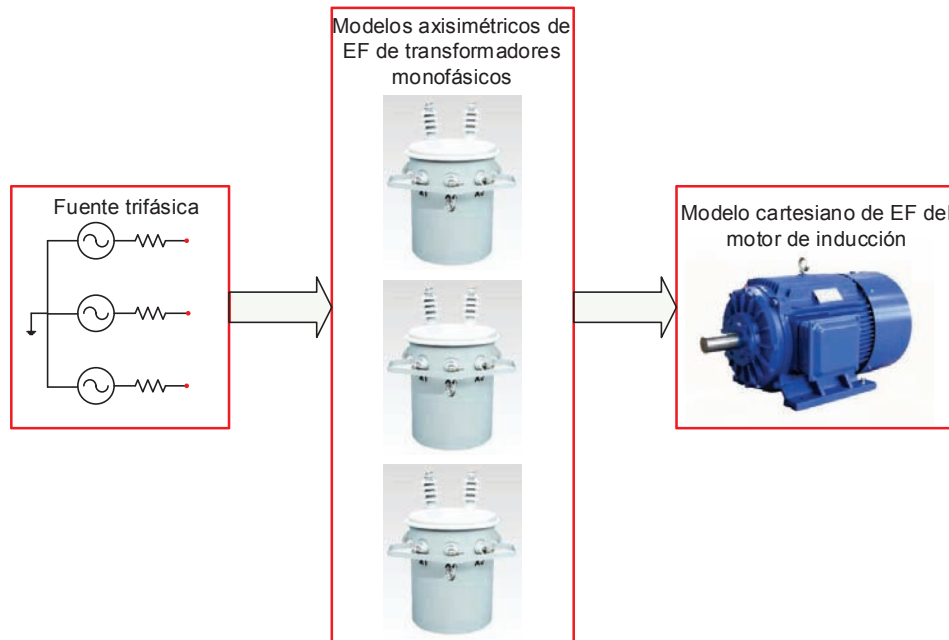 Modelos axisimétricos de
EF de transformadores
monofásicos
Fuente trifásica
Modelo cartesiano de EF del
motor de inducción